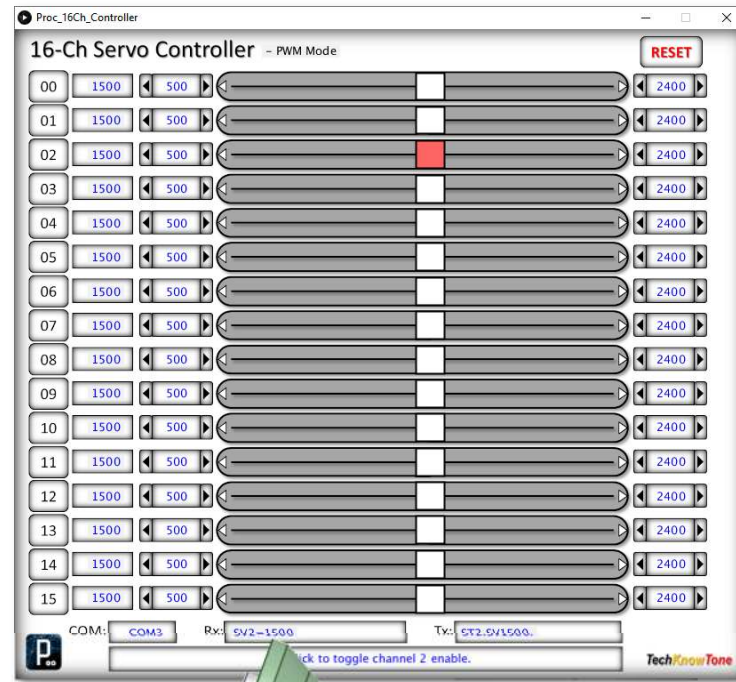 Proc_16Ch_Controller
16-Ch Servo Controller - PWM Mode RESET
00 1500 500 2400
01 1500 500 2400
02 1500 500 2400
03 1500 500 2400
04 1500 500 2400
05 1500 500 2400
06 1500 500 2400
07 1500 500 2400
08 1500 500 2400
09 1500 500 2400
10 1500 500 2400
11 1500 500 2400
12 1500 500 2400
13 1500 500 2400
14 1500 500 2400
15 1500 500 2400
COM: COM3 Rx: SV2-1500 Tx: ST2.SV1500.
to toggle channel 2 enable.
TechKnowTone